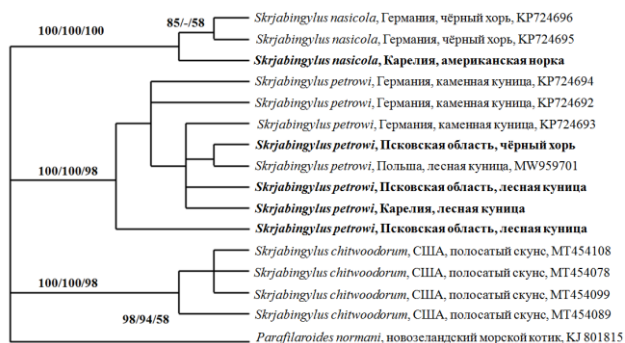 85/-/58
Skrjabingylus nasicola, Германия, чёрный хорь, KP724696
100/100/100
Skrjabingylus nasicola, Германия, чёрный хорь, KP724695
Skrjabingylus nasicola, Карелия, американская норка
Skrjabingylus petrowi, Германия, каменная куница, KP724694
Skrjabingylus petrowi, Германия, каменная куница, KP724692
Skrjabingylus petrowi, Германия, каменная куница, KP724693
Skrjabingylus petrowi, Псковская область, чёрный хорь
100/100/98
Skrjabingylus petrowi, Польша, лесная куница, MW959701
Skrjabingylus petrowi, Псковская область, лесная куница
Skrjabingylus petrowi, Карелия, лесная куница
Skrjabingylus petrowi, Псковская область, лесная куница
Skrjabingylus chitwoodorum, США, полосатый скунс, MT454108
100/100/98
Skrjabingylus chitwoodorum, США, полосатый скунс, MT454078
Skrjabingylus chitwoodorum, США, полосатый скунс, MT454099
98/94/58
Skrjabingylus chitwoodorum, США, полосатый скунс, MT454089
Parafilaroides normani, новозеландский морской котик, KJ 801815